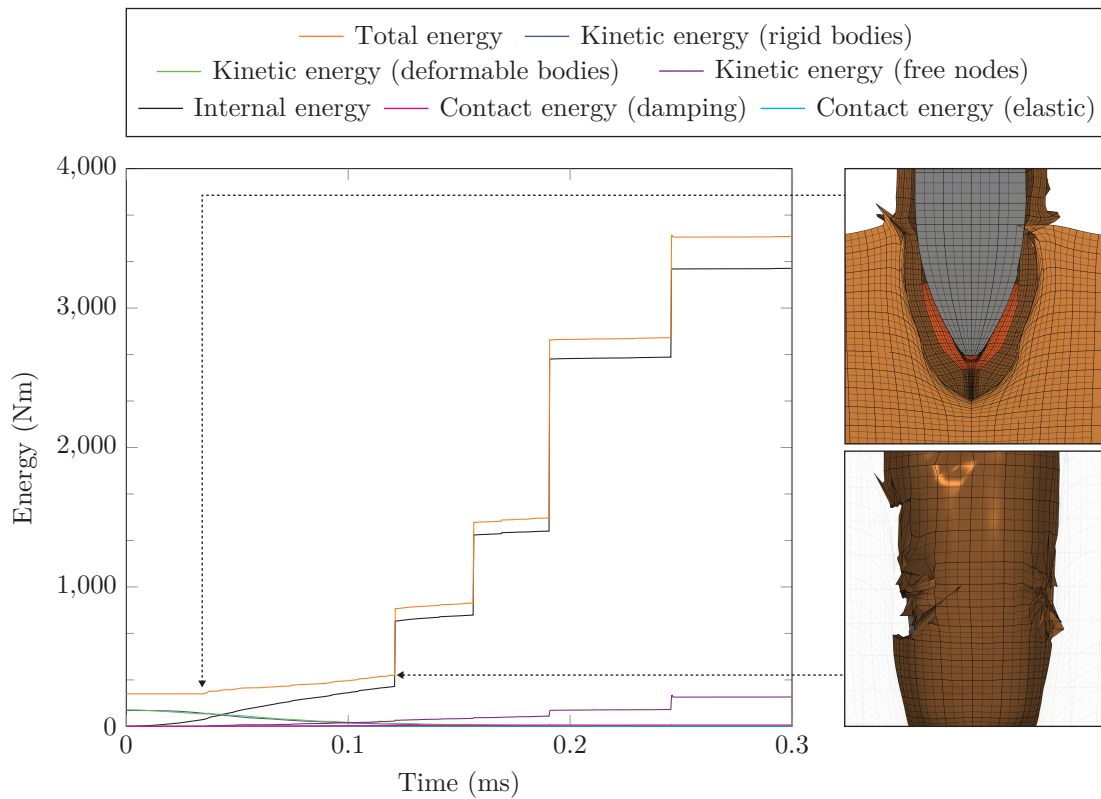 Total energy Kinetic energy (rigid bodies)
Kinetic energy (deformable bodies) Kinetic energy (free nodes)
Internal energy Contact energy (damping) Contact energy (elastic)
4,000
3,000
2,000
1,000
0
Energy (Nm)
0 0.1 0.2 0.3
Time (ms)